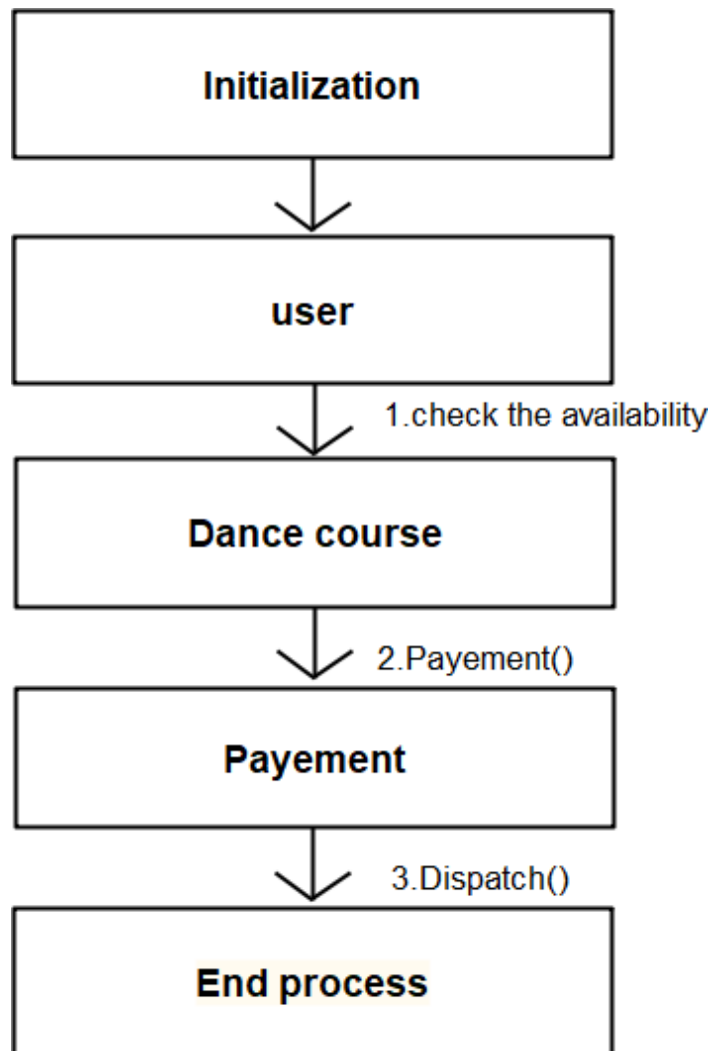 Initialization
user
1.check the availability
Dance course
2.Payement()
Payement
3.Dispatch()
End process